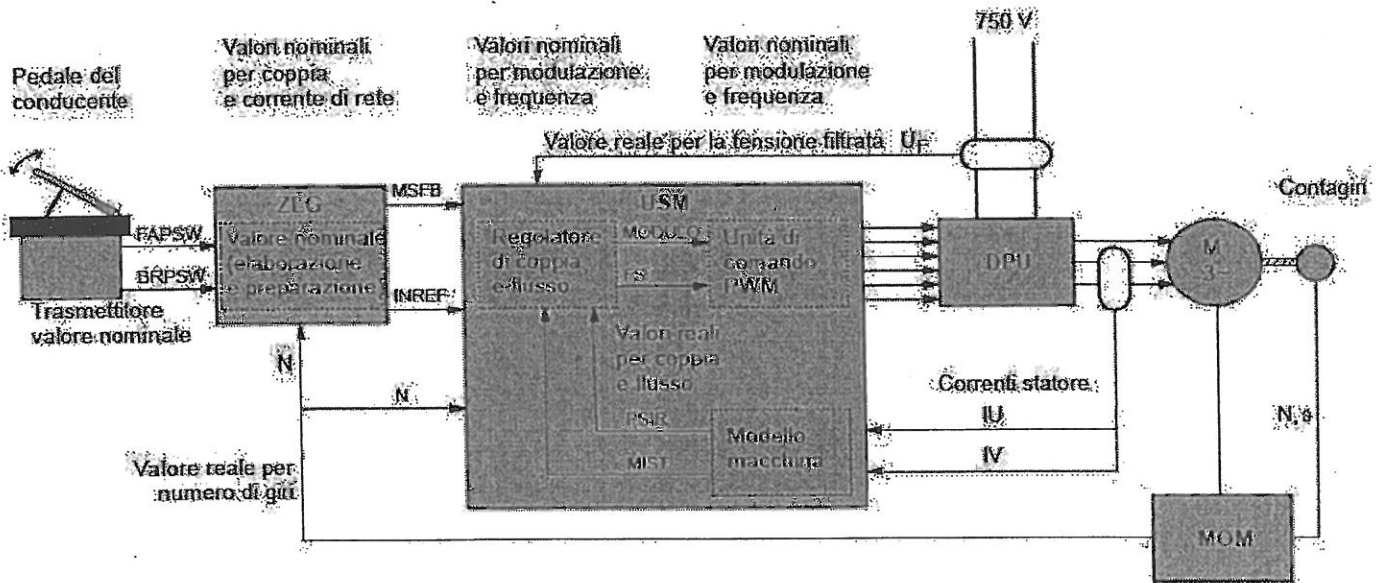 750 V
Pedale del
conducente
Valori nominali
per coppia
e corrente di rete
Valori nominali
per modulazione
e frequenza
Valori nominali
per modulazione
e frequenza
Valore reale per la tensione filtrata UF
Contagiri
FAPSW
BRPSW
Trasmettitore
valore nominale
ZLG
Valore nominale
(elaborazione
e preparazione)
MSFB
INREF
N
N
Valore reale per
numero di giri
USM
Regolatore
di coppia
e flusso
MODULO
Unità di
comando
PWM
Valori reali
per coppia
e flusso
PSIR
MIST
Modello
macchina
DPU
M
3~
Correnti statore
IU
IV
MOM